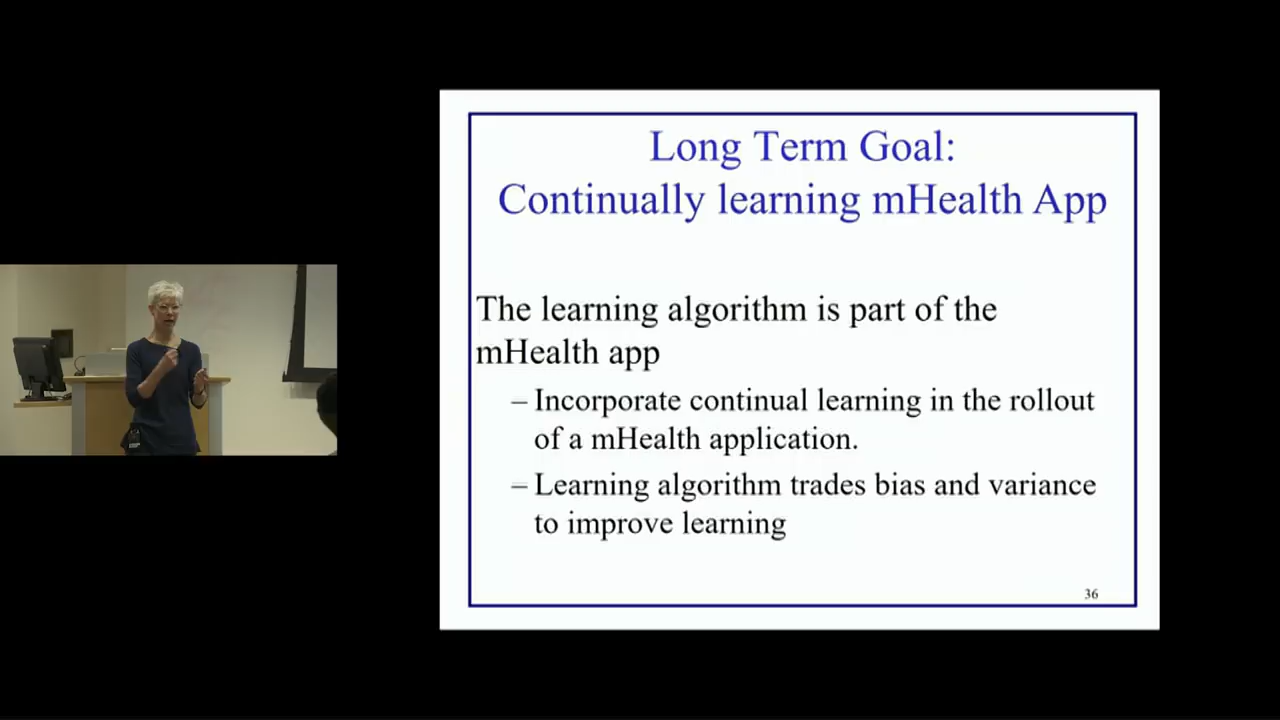 Long Term Goal:
Continually learning mHealth App
The learning algorithm is part of the
mHealth app
– Incorporate continual learning in the rollout
of a mHealth application.
– Learning algorithm trades bias and variance
to improve learning
36